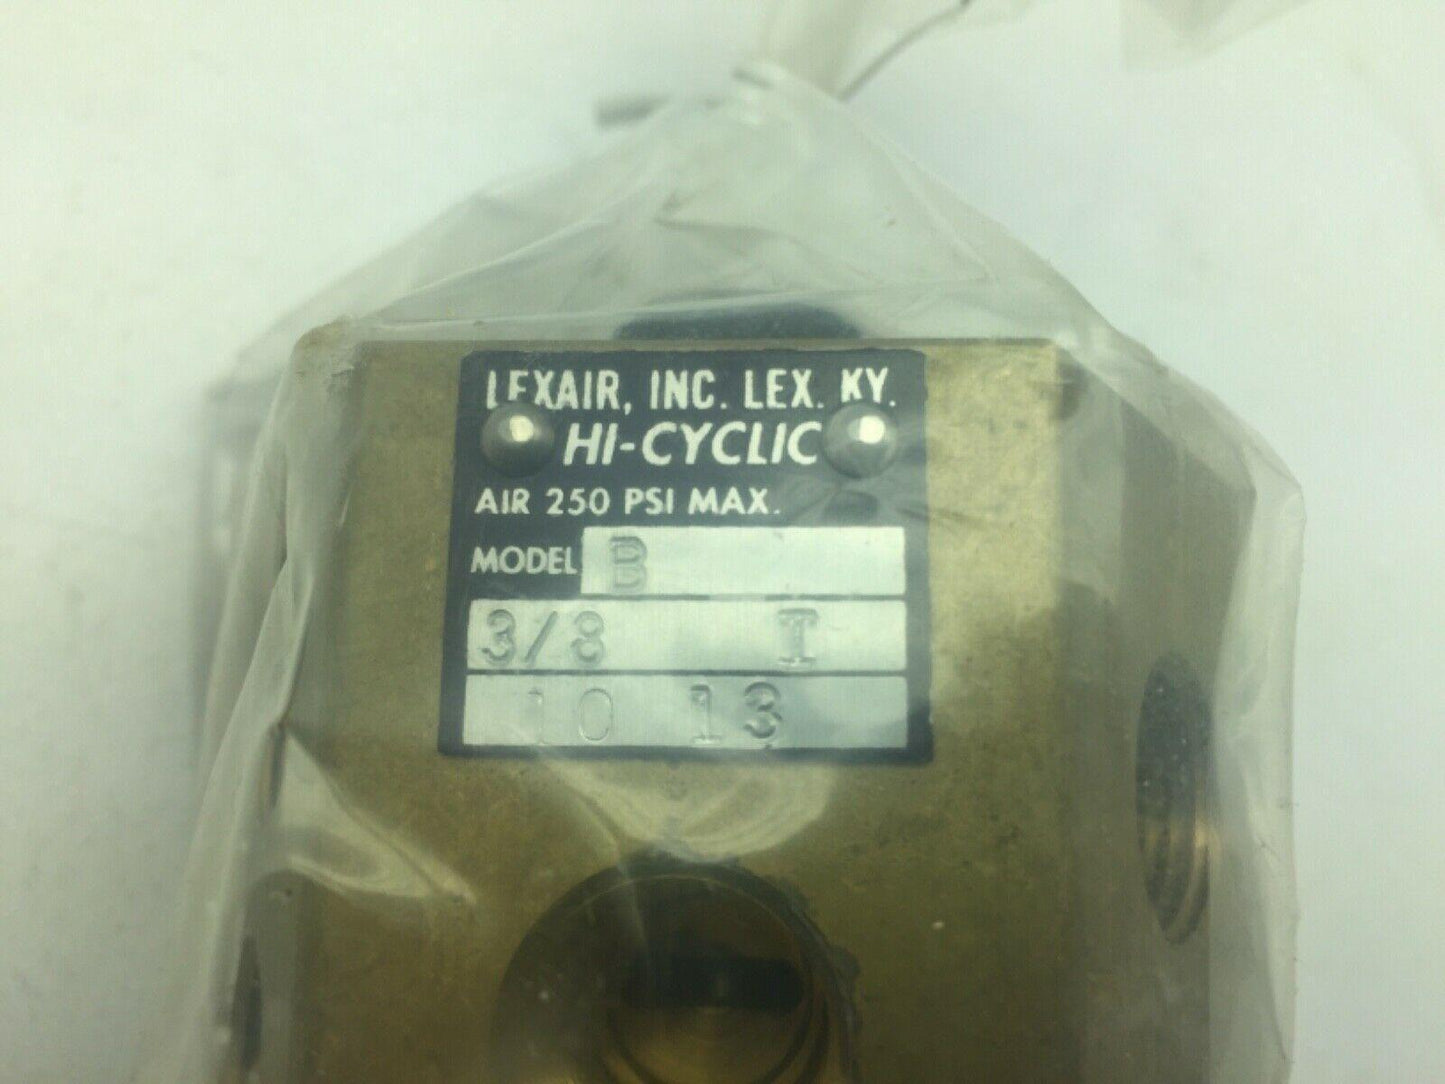 LEXAIR, INC. LEX. KY.
HI-CYCLIC
AIR 250 PSI MAX.
MODEL B
3/8 I
10 13